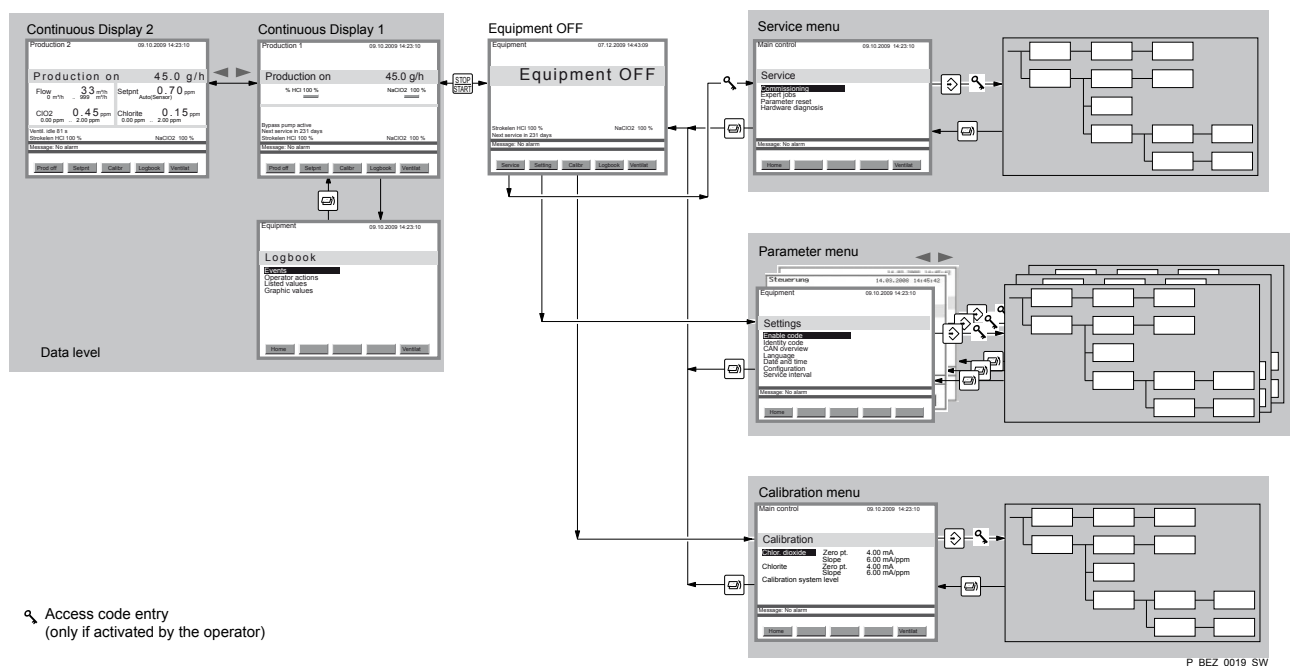 Continuous Display 2
Production 2 09.10.2009 14:23:10
Production on 45.0 g/h
Flow 33 m³/h Setpnt 0.70 ppm
0 m³/h .. 999 m³/h Auto(Sensor)
ClO2 0.45 ppm Chlorite 0.15 ppm
0.00 ppm .. 2.00 ppm 0.00 ppm .. 2.00 ppm
Ventil. idle 81 s
Strokelen HCl 100 % NaClO2 100 %
Message: No alarm
Prod off Setpnt Calibr Logbook Ventilat
Continuous Display 1
Production 1 09.10.2009 14:23:10
Production on 45.0 g/h
% HCl 100 % NaClO2 100 %
Bypass pump active
Next service in 231 days
Strokelen HCl 100 % NaClO2 100 %
Message: No alarm
Prod off Setpnt Calibr Logbook Ventilat
Equipment 09.10.2009 14:23:10
Logbook
Events
Operator actions
Listed values
Graphic values
Home Ventilat
Data level
STOP
START
Equipment OFF
Equipment 07.12.2009 14:43:09
Equipment OFF
Strokelen HCl 100 % NaClO2 100 %
Next service in 231 days
Message: No alarm
Service Setting Calibr Logbook Ventilat
Service menu
Main control 09.10.2009 14:23:10
Service
Commissioning
Expert jobs
Parameter reset
Hardware diagnosis
Message: No alarm
Home Ventilat
Parameter menu
Steuerung 14.03.2008 14:45:42
Equipment 09.10.2009 14:23:10
Settings
Enable code
Identity code
CAN overview
Language
Date and time
Configuration
Service interval
Message: No alarm
Home
Calibration menu
Main control 09.10.2009 14:23:10
Calibration
Chlor. dioxide Zero pt. 4.00 mA
Slope 6.00 mA/ppm
Chlorite Zero pt. 4.00 mA
Slope 6.00 mA/ppm
Calibration system level
Message: No alarm
Home Ventilat
Access code entry
(only if activated by the operator)
P_BEZ_0019_SW